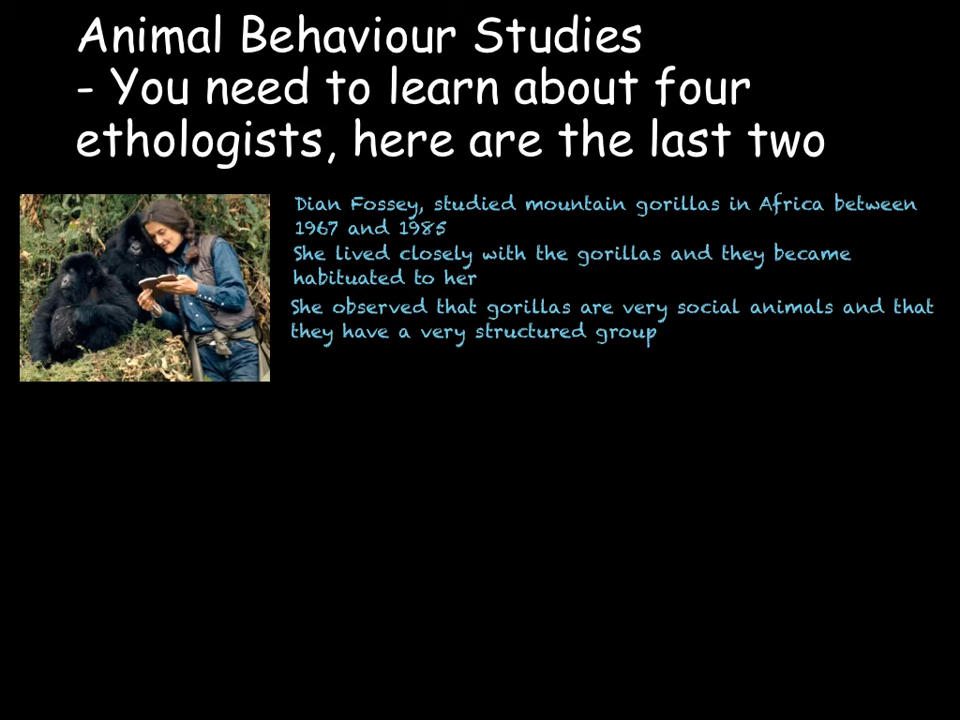 Animal Behaviour Studies
- You need to learn about four
ethologists, here are the last two
Dian Fossey, studied mountain gorillas in Africa between
1967 and 1985
She lived closely with the gorillas and they became
habituated to her
She observed that gorillas are very social animals and that
they have a very structured group